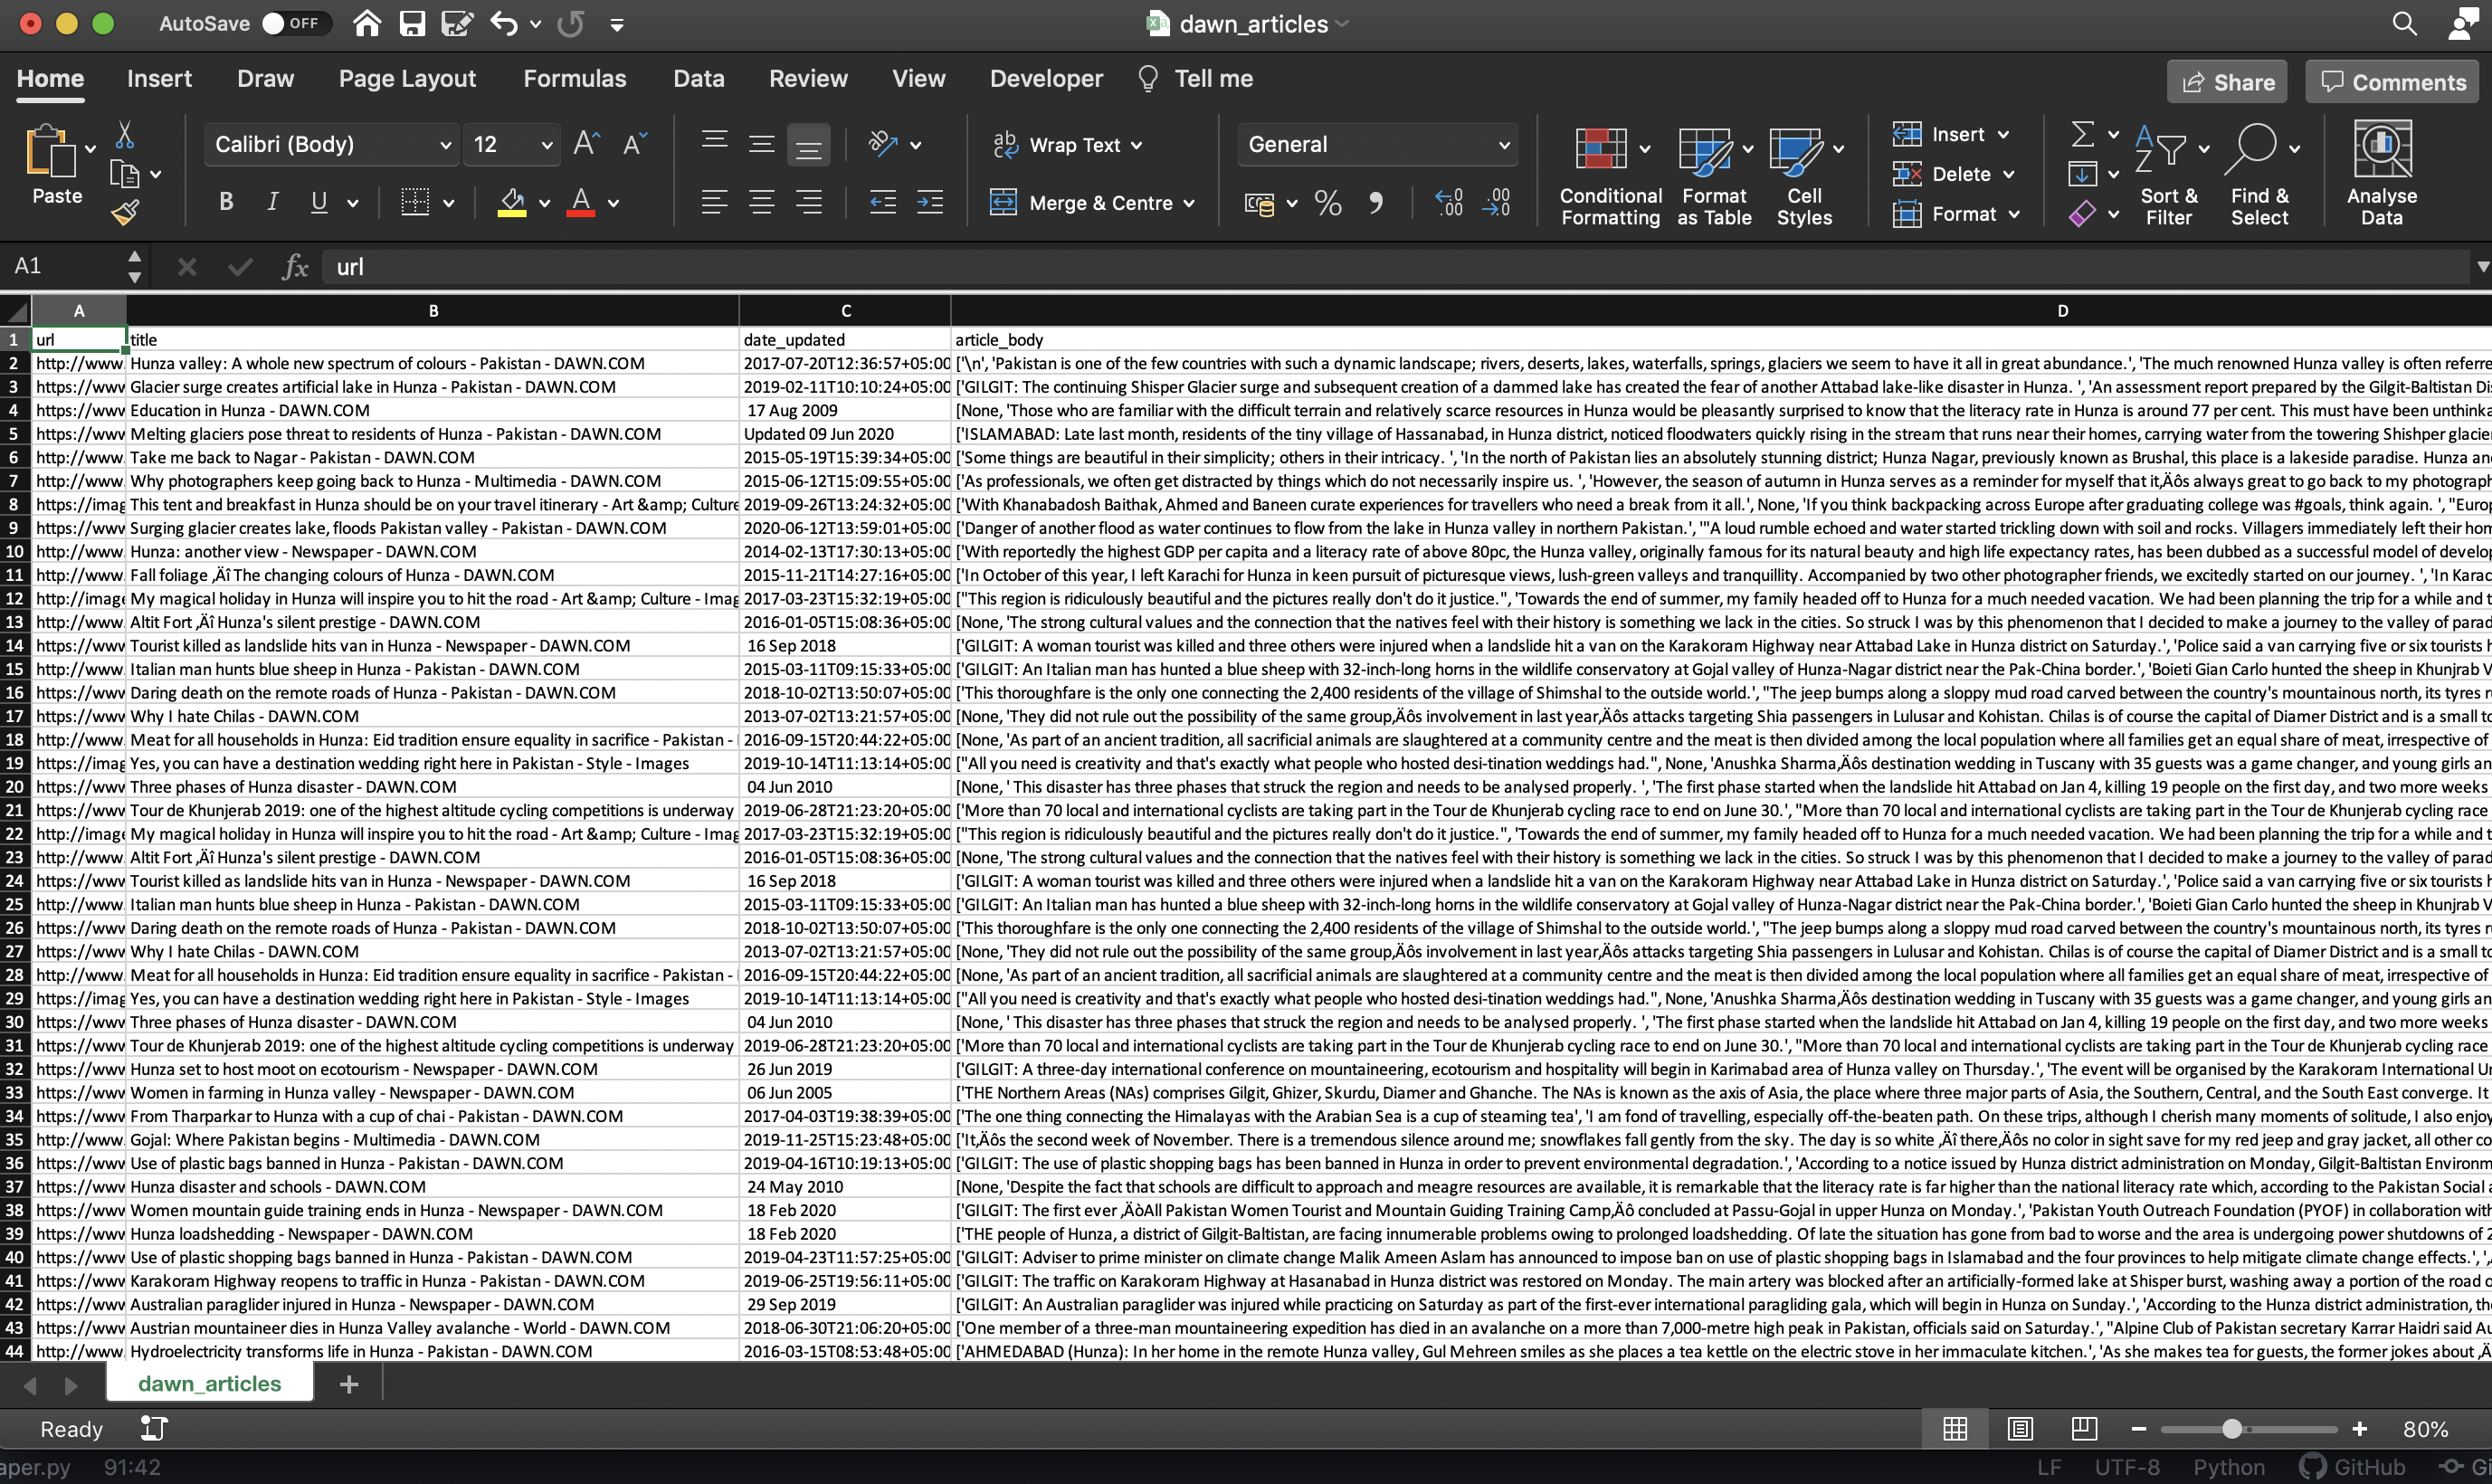 AutoSave OFF dawn_articles
Home Insert Draw Page Layout Formulas Data Review View Developer Tell me Share Comments
Paste Calibri (Body) 12 Wrap Text General Insert
B I U Merge & Centre % Conditional Formatting Format as Table Cell Styles Delete Format Sort & Filter Find & Select Analyse Data
A1 fx url
A B C D
1 url title date_updated article_body
2 http://www. Hunza valley: A whole new spectrum of colours - Pakistan - DAWN.COM 2017-07-20T12:36:57+05:00 ['\n', 'Pakistan is one of the few countries with such a dynamic landscape; rivers, deserts, lakes, waterfalls, springs, glaciers we seem to have it all in great abundance.', 'The much renowned Hunza valley is often
3 https://www Glacier surge creates artificial lake in Hunza - Pakistan - DAWN.COM 2019-02-11T10:10:24+05:00 ['GILGIT: The continuing Shisper Glacier surge and subsequent creation of a dammed lake has created the fear of another Attabad lake-like disaster in Hunza. ', 'An assessment report prepared by the Gilgit-Baltistan
4 https://www Education in Hunza - DAWN.COM 17 Aug 2009 [None, 'Those who are familiar with the difficult terrain and relatively scarce resources in Hunza would be pleasantly surprised to know that the literacy rate in Hunza is around 77 per cent. This must have been
5 https://www Melting glaciers pose threat to residents of Hunza - Pakistan - DAWN.COM Updated 09 Jun 2020 ['ISLAMABAD: Late last month, residents of the tiny village of Hassanabad, in Hunza district, noticed floodwaters quickly rising in the stream that runs near their homes, carrying water from the towering Shishper
6 http://www. Take me back to Nagar - Pakistan - DAWN.COM 2015-05-19T15:39:34+05:00 ['Some things are beautiful in their simplicity; others in their intricacy. ', 'In the north of Pakistan lies an absolutely stunning district; Hunza Nagar, previously known as Brushal, this place is a lakeside paradise. Hunza
7 http://www. Why photographers keep going back to Hunza - Multimedia - DAWN.COM 2015-06-12T15:09:55+05:00 ['As professionals, we often get distracted by things which do not necessarily inspire us. ', 'However, the season of autumn in Hunza serves as a reminder for myself that it‚Äôs always great to go back to my
8 https://imag This tent and breakfast in Hunza should be on your travel itinerary - Art &amp; Culture 2019-09-26T13:24:32+05:00 ['With Khanabadosh Baithak, Ahmed and Baneen curate experiences for travellers who need a break from it all.', None, 'If you think backpacking across Europe after graduating college was #goals, think again. ',
9 https://www Surging glacier creates lake, floods Pakistan valley - Pakistan - DAWN.COM 2020-06-12T13:59:01+05:00 ['Danger of another flood as water continues to flow from the lake in Hunza valley in northern Pakistan.', '"A loud rumble echoed and water started trickling down with soil and rocks. Villagers immediately left their
10 http://www. Hunza: another view - Newspaper - DAWN.COM 2014-02-13T17:30:13+05:00 ['With reportedly the highest GDP per capita and a literacy rate of above 80pc, the Hunza valley, originally famous for its natural beauty and high life expectancy rates, has been dubbed as a successful model of
11 http://www. Fall foliage ‚Äî The changing colours of Hunza - DAWN.COM 2015-11-21T14:27:16+05:00 ['In October of this year, I left Karachi for Hunza in keen pursuit of picturesque views, lush-green valleys and tranquillity. Accompanied by two other photographer friends, we excitedly started on our journey. ', 'In
12 http://image My magical holiday in Hunza will inspire you to hit the road - Art &amp; Culture - Imag 2017-03-23T15:32:19+05:00 ["This region is ridiculously beautiful and the pictures really don't do it justice.", 'Towards the end of summer, my family headed off to Hunza for a much needed vacation. We had been planning the trip for a while and
13 http://www. Altit Fort ‚Äî Hunza's silent prestige - DAWN.COM 2016-01-05T15:08:36+05:00 [None, 'The strong cultural values and the connection that the natives feel with their history is something we lack in the cities. So struck I was by this phenomenon that I decided to make a journey to the valley of
14 https://www Tourist killed as landslide hits van in Hunza - Newspaper - DAWN.COM 16 Sep 2018 ['GILGIT: A woman tourist was killed and three others were injured when a landslide hit a van on the Karakoram Highway near Attabad Lake in Hunza district on Saturday.', 'Police said a van carrying five or six tourists
15 http://www. Italian man hunts blue sheep in Hunza - Pakistan - DAWN.COM 2015-03-11T09:15:33+05:00 ['GILGIT: An Italian man has hunted a blue sheep with 32-inch-long horns in the wildlife conservatory at Gojal valley of Hunza-Nagar district near the Pak-China border.', 'Boieti Gian Carlo hunted the sheep in Khunjrab
16 https://www Daring death on the remote roads of Hunza - Pakistan - DAWN.COM 2018-10-02T13:50:07+05:00 ['This thoroughfare is the only one connecting the 2,400 residents of the village of Shimshal to the outside world.', "The jeep bumps along a sloppy mud road carved between the country's mountainous north, its tyres
17 https://www Why I hate Chilas - DAWN.COM 2013-07-02T13:21:57+05:00 [None, 'They did not rule out the possibility of the same group‚Äôs involvement in last year‚Äôs attacks targeting Shia passengers in Lulusar and Kohistan. Chilas is of course the capital of Diamer District and is a small
18 http://www. Meat for all households in Hunza: Eid tradition ensure equality in sacrifice - Pakistan - 2016-09-15T20:44:22+05:00 [None, 'As part of an ancient tradition, all sacrificial animals are slaughtered at a community centre and the meat is then divided among the local population where all families get an equal share of meat, irrespective of
19 https://imag Yes, you can have a destination wedding right here in Pakistan - Style - Images 2019-10-14T11:13:14+05:00 ["All you need is creativity and that's exactly what people who hosted desi-tination weddings had.", None, 'Anushka Sharma‚Äôs destination wedding in Tuscany with 35 guests was a game changer, and young girls
20 https://www Three phases of Hunza disaster - DAWN.COM 04 Jun 2010 [None, ' This disaster has three phases that struck the region and needs to be analysed properly. ', 'The first phase started when the landslide hit Attabad on Jan 4, killing 19 people on the first day, and two more weeks
21 https://www Tour de Khunjerab 2019: one of the highest altitude cycling competitions is underway 2019-06-28T21:23:20+05:00 ['More than 70 local and international cyclists are taking part in the Tour de Khunjerab cycling race to end on June 30.', "More than 70 local and international cyclists are taking part in the Tour de Khunjerab cycling race
22 http://image My magical holiday in Hunza will inspire you to hit the road - Art &amp; Culture - Imag 2017-03-23T15:32:19+05:00 ["This region is ridiculously beautiful and the pictures really don't do it justice.", 'Towards the end of summer, my family headed off to Hunza for a much needed vacation. We had been planning the trip for a while and
23 http://www. Altit Fort ‚Äî Hunza's silent prestige - DAWN.COM 2016-01-05T15:08:36+05:00 [None, 'The strong cultural values and the connection that the natives feel with their history is something we lack in the cities. So struck I was by this phenomenon that I decided to make a journey to the valley of
24 https://www Tourist killed as landslide hits van in Hunza - Newspaper - DAWN.COM 16 Sep 2018 ['GILGIT: A woman tourist was killed and three others were injured when a landslide hit a van on the Karakoram Highway near Attabad Lake in Hunza district on Saturday.', 'Police said a van carrying five or six tourists
25 http://www. Italian man hunts blue sheep in Hunza - Pakistan - DAWN.COM 2015-03-11T09:15:33+05:00 ['GILGIT: An Italian man has hunted a blue sheep with 32-inch-long horns in the wildlife conservatory at Gojal valley of Hunza-Nagar district near the Pak-China border.', 'Boieti Gian Carlo hunted the sheep in Khunjrab
26 https://www Daring death on the remote roads of Hunza - Pakistan - DAWN.COM 2018-10-02T13:50:07+05:00 ['This thoroughfare is the only one connecting the 2,400 residents of the village of Shimshal to the outside world.', "The jeep bumps along a sloppy mud road carved between the country's mountainous north, its tyres
27 https://www Why I hate Chilas - DAWN.COM 2013-07-02T13:21:57+05:00 [None, 'They did not rule out the possibility of the same group‚Äôs involvement in last year‚Äôs attacks targeting Shia passengers in Lulusar and Kohistan. Chilas is of course the capital of Diamer District and is a small
28 http://www. Meat for all households in Hunza: Eid tradition ensure equality in sacrifice - Pakistan - 2016-09-15T20:44:22+05:00 [None, 'As part of an ancient tradition, all sacrificial animals are slaughtered at a community centre and the meat is then divided among the local population where all families get an equal share of meat, irrespective of
29 https://imag Yes, you can have a destination wedding right here in Pakistan - Style - Images 2019-10-14T11:13:14+05:00 ["All you need is creativity and that's exactly what people who hosted desi-tination weddings had.", None, 'Anushka Sharma‚Äôs destination wedding in Tuscany with 35 guests was a game changer, and young girls
30 https://www Three phases of Hunza disaster - DAWN.COM 04 Jun 2010 [None, ' This disaster has three phases that struck the region and needs to be analysed properly. ', 'The first phase started when the landslide hit Attabad on Jan 4, killing 19 people on the first day, and two more weeks
31 https://www Tour de Khunjerab 2019: one of the highest altitude cycling competitions is underway 2019-06-28T21:23:20+05:00 ['More than 70 local and international cyclists are taking part in the Tour de Khunjerab cycling race to end on June 30.', "More than 70 local and international cyclists are taking part in the Tour de Khunjerab cycling race
32 https://www Hunza set to host moot on ecotourism - Newspaper - DAWN.COM 26 Jun 2019 ['GILGIT: A three-day international conference on mountaineering, ecotourism and hospitality will begin in Karimabad area of Hunza valley on Thursday.', 'The event will be organised by the Karakoram International
33 https://www Women in farming in Hunza valley - Newspaper - DAWN.COM 06 Jun 2005 ['THE Northern Areas (NAs) comprises Gilgit, Ghizer, Skurdu, Diamer and Ghanche. The NAs is known as the axis of Asia, the place where three major parts of Asia, the Southern, Central, and the South East converge. It
34 https://www From Tharparkar to Hunza with a cup of chai - Pakistan - DAWN.COM 2017-04-03T19:38:39+05:00 ['The one thing connecting the Himalayas with the Arabian Sea is a cup of steaming tea', 'I am fond of travelling, especially off-the-beaten path. On these trips, although I cherish many moments of solitude, I also enjoy
35 http://www. Gojal: Where Pakistan begins - Multimedia - DAWN.COM 2019-11-25T15:23:48+05:00 ['It‚Äôs the second week of November. There is a tremendous silence around me; snowflakes fall gently from the sky. The day is so white ‚Äî there‚Äôs no color in sight save for my red jeep and gray jacket, all other
36 https://www Use of plastic bags banned in Hunza - Pakistan - DAWN.COM 2019-04-16T10:19:13+05:00 ['GILGIT: The use of plastic shopping bags has been banned in Hunza in order to prevent environmental degradation.', 'According to a notice issued by Hunza district administration on Monday, Gilgit-Baltistan
37 https://www Hunza disaster and schools - DAWN.COM 24 May 2010 [None, 'Despite the fact that schools are difficult to approach and meagre resources are available, it is remarkable that the literacy rate is far higher than the national literacy rate which, according to the Pakistan Social
38 https://www Women mountain guide training ends in Hunza - Newspaper - DAWN.COM 18 Feb 2020 ['GILGIT: The first ever ‚ÄòAll Pakistan Women Tourist and Mountain Guiding Training Camp‚Äô concluded at Passu-Gojal in upper Hunza on Monday.', 'Pakistan Youth Outreach Foundation (PYOF) in collaboration
39 https://www Hunza loadshedding - Newspaper - DAWN.COM 18 Feb 2020 ['THE people of Hunza, a district of Gilgit-Baltistan, are facing innumerable problems owing to prolonged loadshedding. Of late the situation has gone from bad to worse and the area is undergoing power shutdowns of
40 https://www Use of plastic shopping bags banned in Hunza - Pakistan - DAWN.COM 2019-04-23T11:57:25+05:00 ['GILGIT: Adviser to prime minister on climate change Malik Ameen Aslam has announced to impose ban on use of plastic shopping bags in Islamabad and the four provinces to help mitigate climate change effects.',
41 https://www Karakoram Highway reopens to traffic in Hunza - Pakistan - DAWN.COM 2019-06-25T19:56:11+05:00 ['GILGIT: The traffic on Karakoram Highway at Hasanabad in Hunza district was restored on Monday. The main artery was blocked after an artificially-formed lake at Shisper burst, washing away a portion of the road
42 https://www Australian paraglider injured in Hunza - Newspaper - DAWN.COM 29 Sep 2019 ['GILGIT: An Australian paraglider was injured while practicing on Saturday as part of the first-ever international paragliding gala, which will begin in Hunza on Sunday.', 'According to the Hunza district administration,
43 https://www Austrian mountaineer dies in Hunza Valley avalanche - World - DAWN.COM 2018-06-30T21:06:20+05:00 ['One member of a three-man mountaineering expedition has died in an avalanche on a more than 7,000-metre high peak in Pakistan, officials said on Saturday.', "Alpine Club of Pakistan secretary Karrar Haidri said
44 http://www. Hydroelectricity transforms life in Hunza - Pakistan - DAWN.COM 2016-03-15T08:53:48+05:00 ['AHMEDABAD (Hunza): In her home in the remote Hunza valley, Gul Mehreen smiles as she places a tea kettle on the electric stove in her immaculate kitchen.', 'As she makes tea for guests, the former jokes about
dawn_articles +
Ready 80%
aper.py 91:42 LF UTF-8 Python GitHub